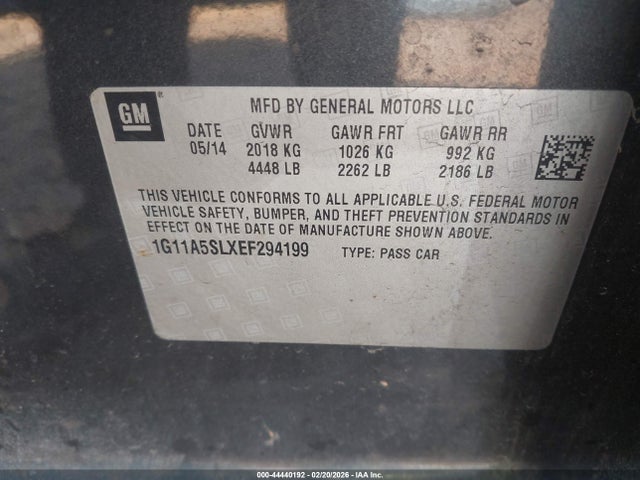 GM
MFD BY GENERAL MOTORS LLC
DATE GVWR GAWR FRT GAWR RR
05/14 2018 KG 1026 KG 992 KG
4448 LB 2262 LB 2186 LB
THIS VEHICLE CONFORMS TO ALL APPLICABLE U.S. FEDERAL MOTOR
VEHICLE SAFETY, BUMPER, AND THEFT PREVENTION STANDARDS IN
EFFECT ON THE DATE OF MANUFACTURE SHOWN ABOVE.
1G11A5SLXEF294199 TYPE: PASS CAR
000-44440192 - 02/20/2026 - IAA Inc.